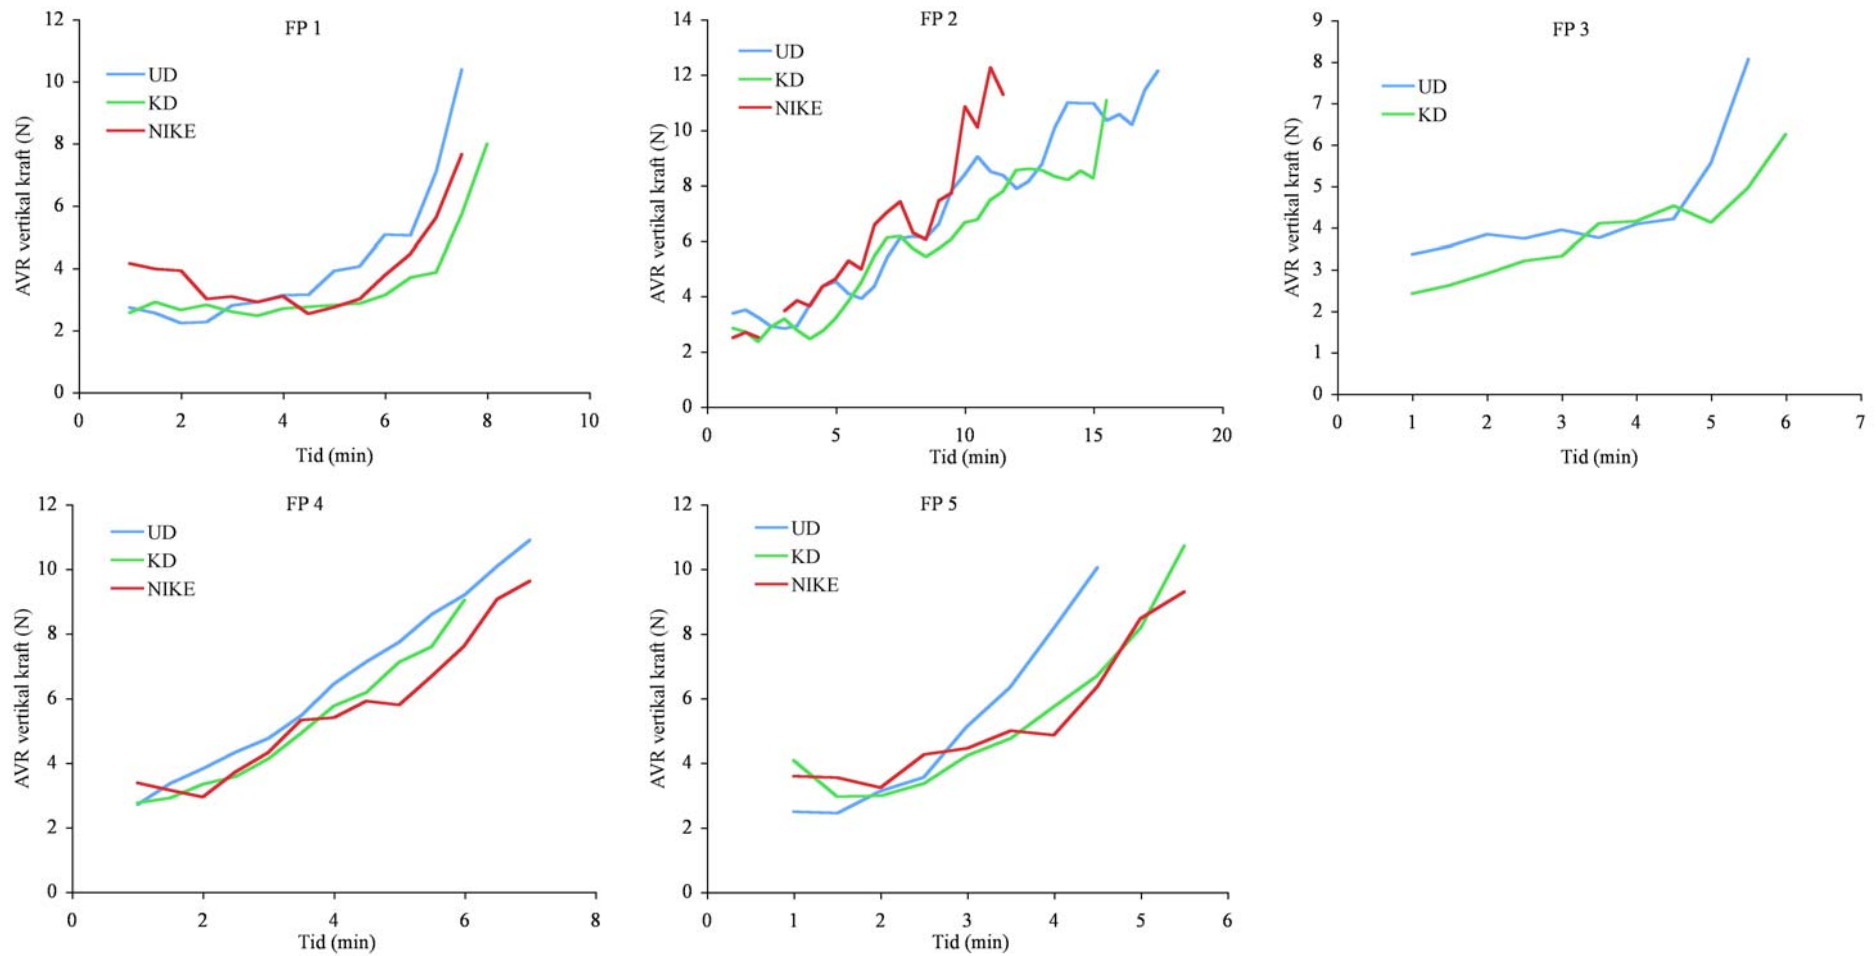 FP 1
UD
KD
NIKE
AVR vertikal kraft (N)
12
10
8
6
4
2
0
0 2 4 6 8 10
Tid (min)
FP 2
UD
KD
NIKE
AVR vertikal kraft (N)
14
12
10
8
6
4
2
0
0 5 10 15 20
Tid (min)
FP 3
UD
KD
AVR vertikal kraft (N)
9
8
7
6
5
4
3
2
1
0
0 1 2 3 4 5 6 7
Tid (min)
FP 4
UD
KD
NIKE
AVR vertikal kraft (N)
12
10
8
6
4
2
0
0 2 4 6 8
Tid (min)
FP 5
UD
KD
NIKE
AVR vertikal kraft (N)
12
10
8
6
4
2
0
0 1 2 3 4 5 6
Tid (min)